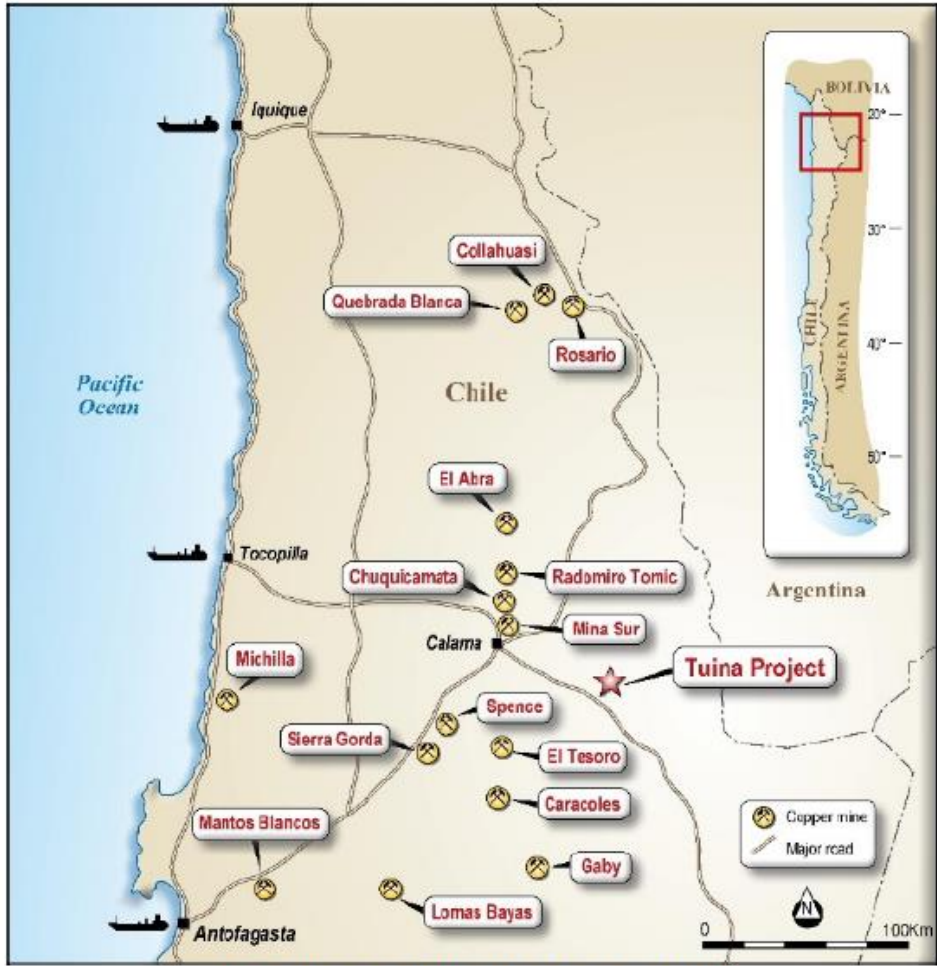 Iquique
BOLIVIA
20°
30°
CHILE
ARGENTINA
40°
50°
Collahuasi
Quebrada Blanca
Rosario
Pacific
Ocean
Chile
El Abra
Tocopilla
Chuquicamata
Radomiro Tomic
Argentina
Mina Sur
Calama
Michilla
Tuina Project
Spence
Sierra Gorda
El Tesoro
Caracoles
Mantos Blancos
Copper mine
Major road
Gaby
Lomas Bayas
N
Antofagasta
0
100Km